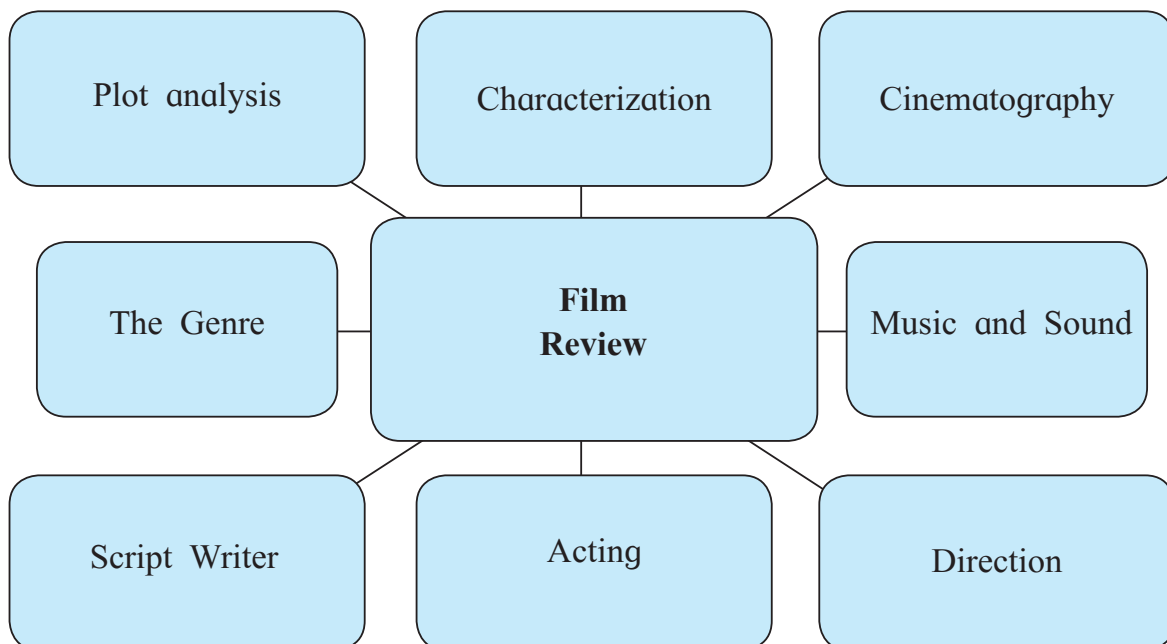 Plot analysis
Characterization
Cinematography
The Genre
Film
Review
Music and Sound
Script Writer
Acting
Direction